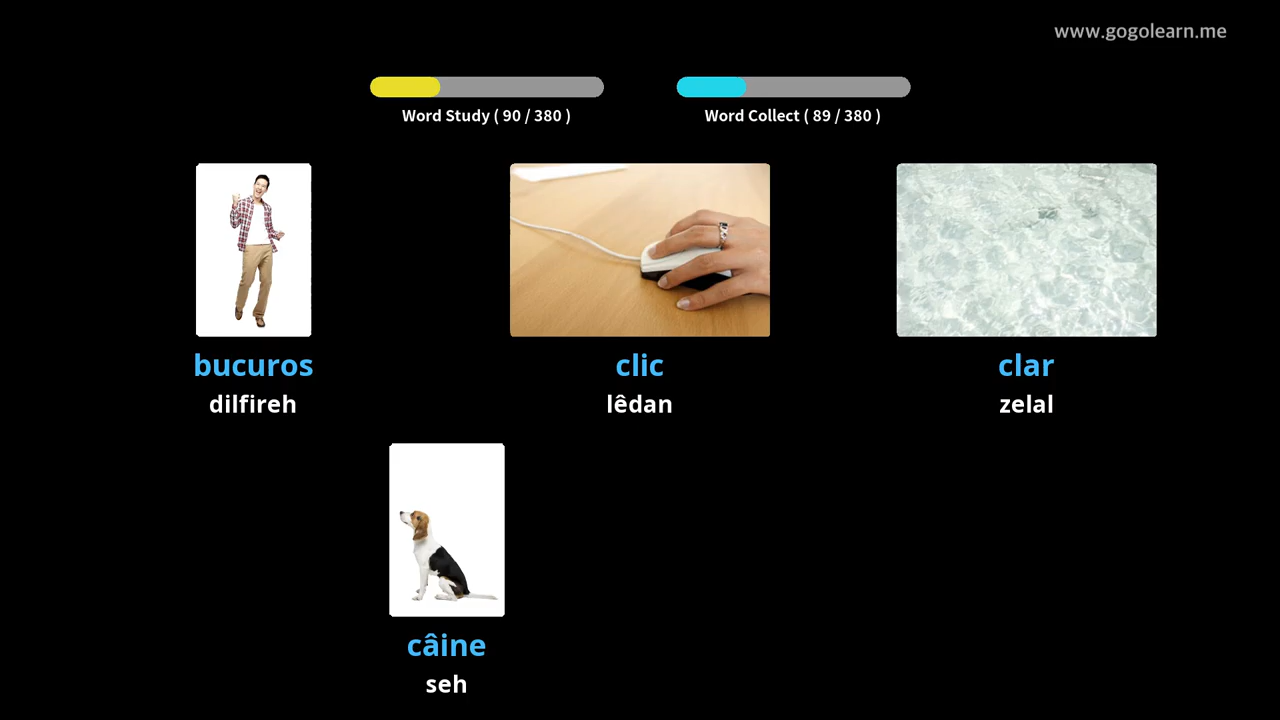 www.gogolearn.me
Word Study ( 90 / 380 )
Word Collect ( 89 / 380 )
bucuros
dilfireh
clic
lêdan
clar
zelal
câine
seh